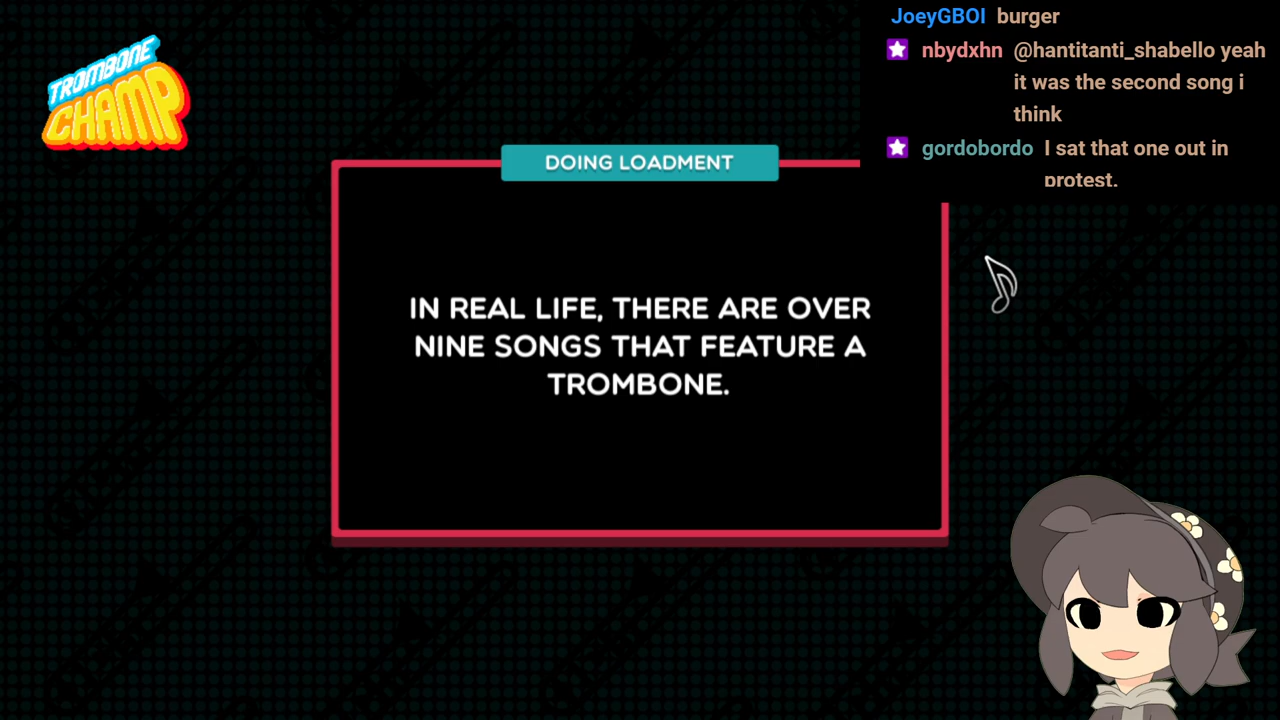 TROMBONE
CHAMP
JoeyGBOI burger
nbydxhn @hantitanti_shabello yeah
it was the second song i
think
gordobordo I sat that one out in
protest.
DOING LOADMENT
IN REAL LIFE, THERE ARE OVER
NINE SONGS THAT FEATURE A
TROMBONE.